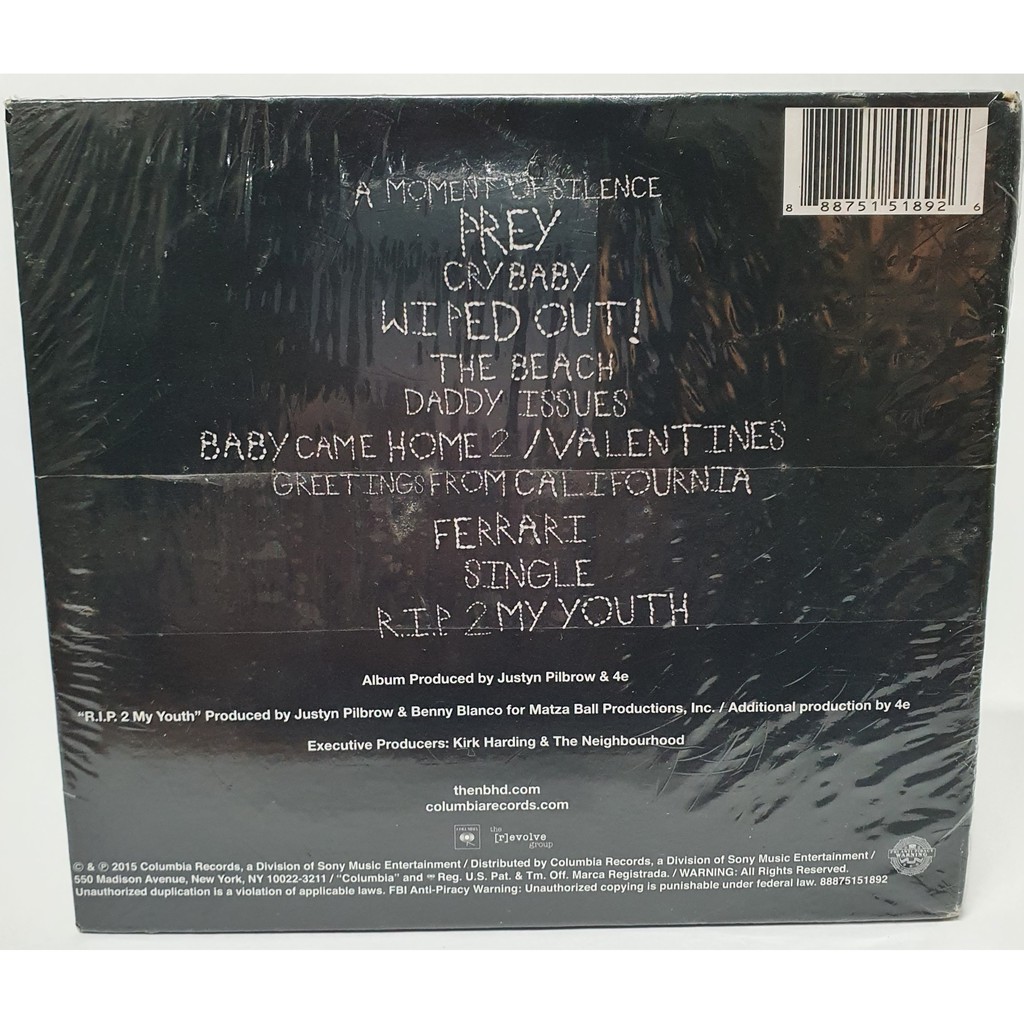 8 88751 51892 6
A MOMENT OF SILENCE
PREY
CRY BABY
WIPED OUT!
THE BEACH
DADDY ISSUES
BABY CAME HOME 2 / VALENTINES
GREETINGS FROM CALIFOURNIA
FERRARI
SINGLE
R.I.P. 2 MY YOUTH
Album Produced by Justyn Pilbrow & 4e
"R.I.P. 2 My Youth" Produced by Justyn Pilbrow & Benny Blanco for Matza Ball Productions, Inc. / Additional production by 4e
Executive Producers: Kirk Harding & The Neighbourhood
thenbhd.com
columbiarecords.com
COLUMBIA
the
[r]evolve
group
© & ℗ 2015 Columbia Records, a Division of Sony Music Entertainment / Distributed by Columbia Records, a Division of Sony Music Entertainment /
550 Madison Avenue, New York, NY 10022-3211 / "Columbia" and Reg. U.S. Pat. & Tm. Off. Marca Registrada. / WARNING: All Rights Reserved.
Unauthorized duplication is a violation of applicable laws. FBI Anti-Piracy Warning: Unauthorized copying is punishable under federal law. 88875151892